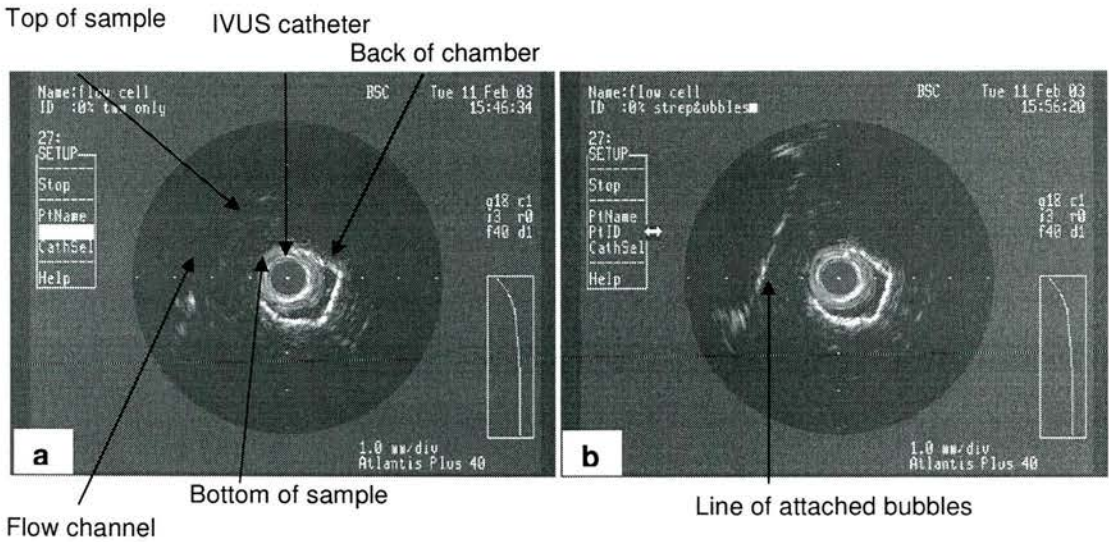 Top of sample
IVUS catheter
Back of chamber
Name:flow cell
ID :0% twm only
BSC
Tue 11 Feb 03
15:46:34
27:
SETUP
Stop
PtName
CathSel
Help
g18 c1
i3 r0
f40 d1
1.0 mm/div
Atlantis Plus 40
a
Name:flow cell
ID :0% strep&ubbles
BSC
Tue 11 Feb 03
15:56:20
27:
SETUP
Stop
PtName
PtID
CathSel
Help
g18 c1
i3 r0
f40 d1
1.0 mm/div
Atlantis Plus 40
b
Bottom of sample
Line of attached bubbles
Flow channel